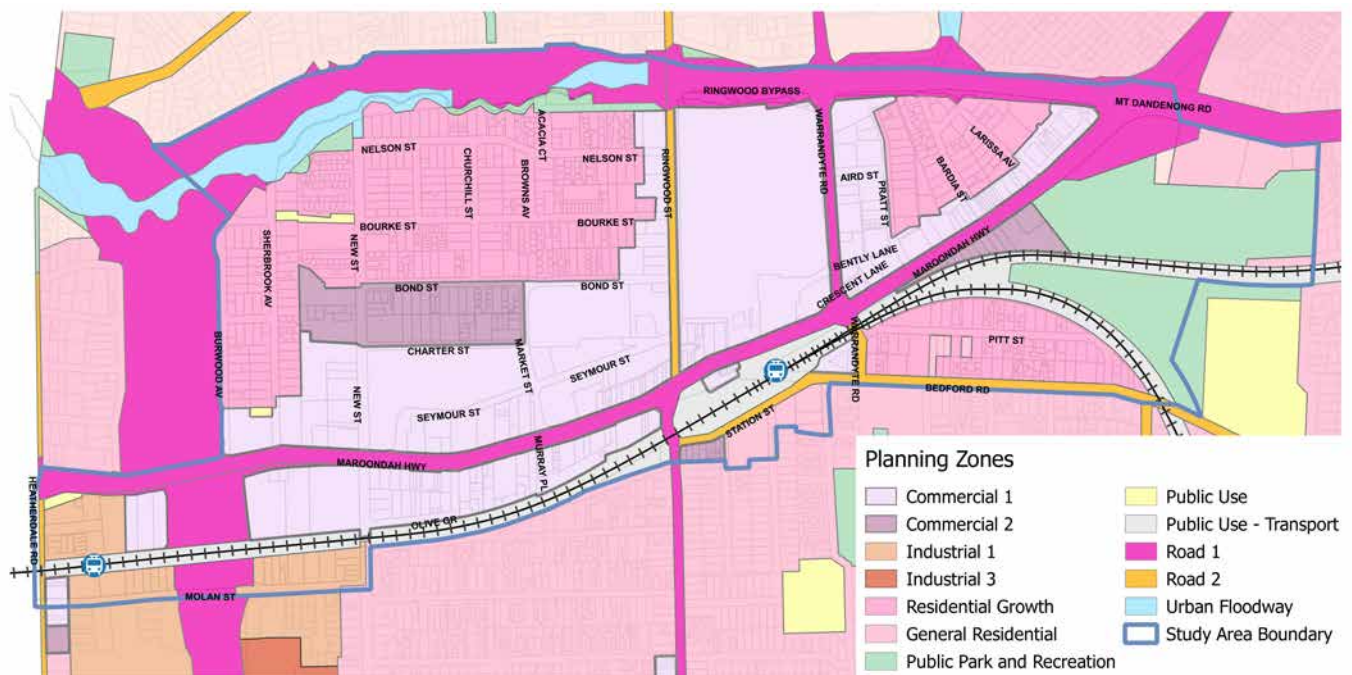 RINGWOOD BYPASS
MT DANDENONG RD
WARRANDYTE RD
LARISSA AV
BARDIA ST
AIRD ST
PRATT ST
NELSON ST
ACACIA CT
CHURCHILL ST
BROWNS AV
NELSON ST
RINGWOOD ST
BOURKE ST
BOURKE ST
SHERBROOK AV
NEW ST
BENTLY LANE
CRESCENT LANE
MAROONDAH HWY
BOND ST
BOND ST
BURWOOD AV
CHARTER ST
MARKET ST
SEYMOUR ST
WARRANDYTE RD
PITT ST
NEW ST
SEYMOUR ST
BEDFORD RD
STATION ST
MAROONDAH HWY
MURRAY PL
HEATHERDALE RD
OLIVE GR
MOLAN ST
Planning Zones
Commercial 1
Commercial 2
Industrial 1
Industrial 3
Residential Growth
General Residential
Public Park and Recreation
Public Use
Public Use - Transport
Road 1
Road 2
Urban Floodway
Study Area Boundary